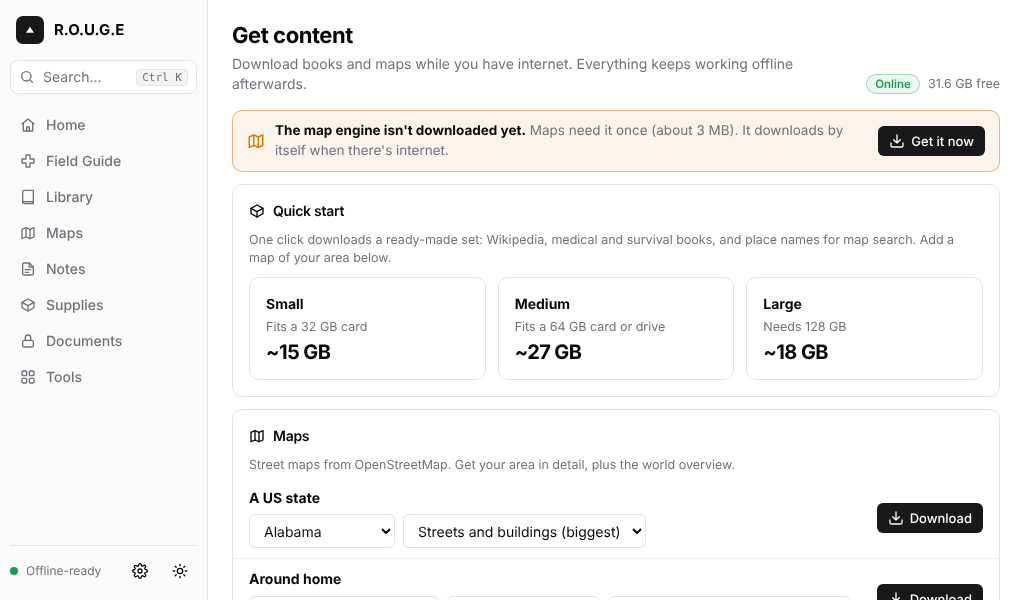 R.O.U.G.E
Search...
Ctrl K
Home
Field Guide
Library
Maps
Notes
Supplies
Documents
Tools
Offline-ready
Get content
Download books and maps while you have internet. Everything keeps working offline
afterwards.
Online
31.6 GB free
The map engine isn't downloaded yet. Maps need it once (about 3 MB). It downloads by
itself when there's internet.
Get it now
Quick start
One click downloads a ready-made set: Wikipedia, medical and survival books, and place names for map search. Add a
map of your area below.
Small
Fits a 32 GB card
~15 GB
Medium
Fits a 64 GB card or drive
~27 GB
Large
Needs 128 GB
~18 GB
Maps
Street maps from OpenStreetMap. Get your area in detail, plus the world overview.
A US state
Alabama
Streets and buildings (biggest)
Download
Around home
Download